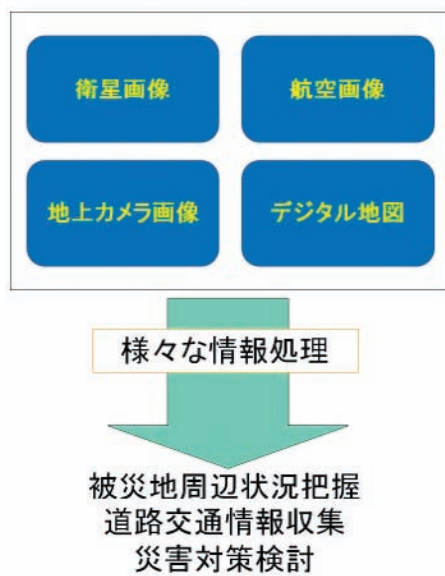 衛星画像
航空画像
地上カメラ画像
デジタル地図
様々な情報処理
被災地周辺状況把握
道路交通情報収集
災害対策検討